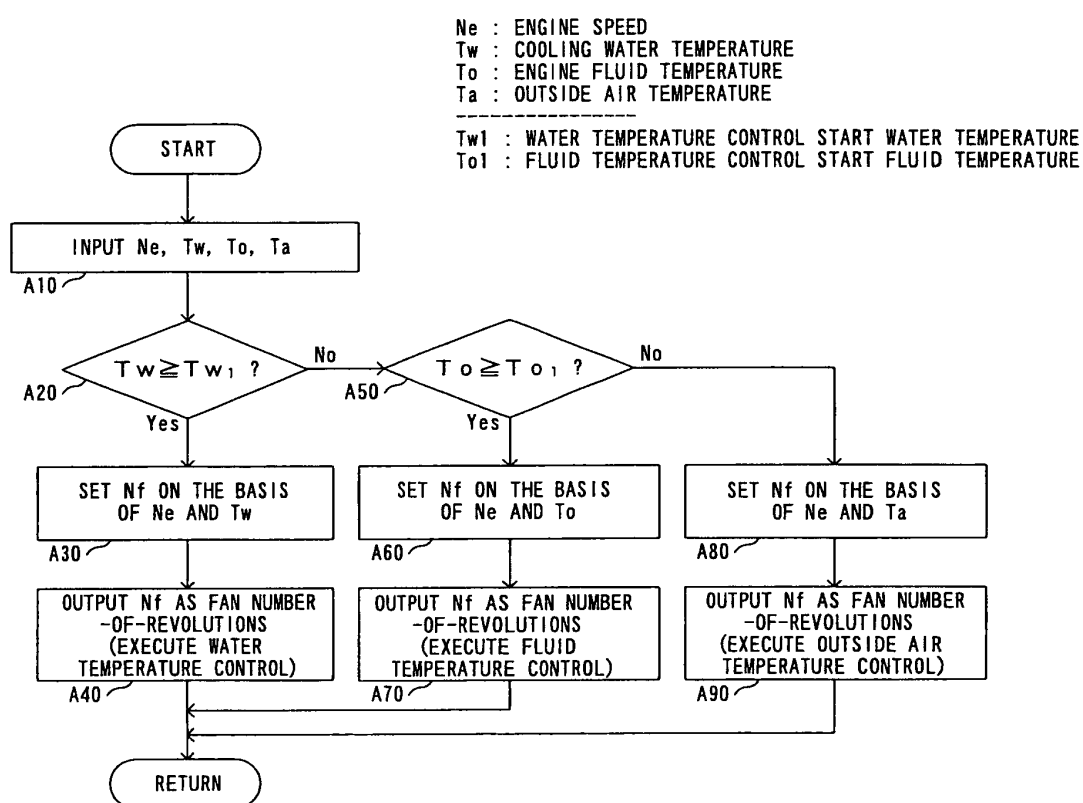 Ne : ENGINE SPEED
Tw : COOLING WATER TEMPERATURE
To : ENGINE FLUID TEMPERATURE
Ta : OUTSIDE AIR TEMPERATURE
----------------
Tw1 : WATER TEMPERATURE CONTROL START WATER TEMPERATURE
To1 : FLUID TEMPERATURE CONTROL START FLUID TEMPERATURE
START
INPUT Ne, Tw, To, Ta
A10
Tw≧Tw₁ ?
No
A20
Yes
To≧To₁ ?
No
A50
Yes
SET Nf ON THE BASIS
OF Ne AND Tw
A30
SET Nf ON THE BASIS
OF Ne AND To
A60
SET Nf ON THE BASIS
OF Ne AND Ta
A80
OUTPUT Nf AS FAN NUMBER
-OF-REVOLUTIONS
(EXECUTE WATER
TEMPERATURE CONTROL)
A40
OUTPUT Nf AS FAN NUMBER
-OF-REVOLUTIONS
(EXECUTE FLUID
TEMPERATURE CONTROL)
A70
OUTPUT Nf AS FAN NUMBER
-OF-REVOLUTIONS
(EXECUTE OUTSIDE AIR
TEMPERATURE CONTROL)
A90
RETURN